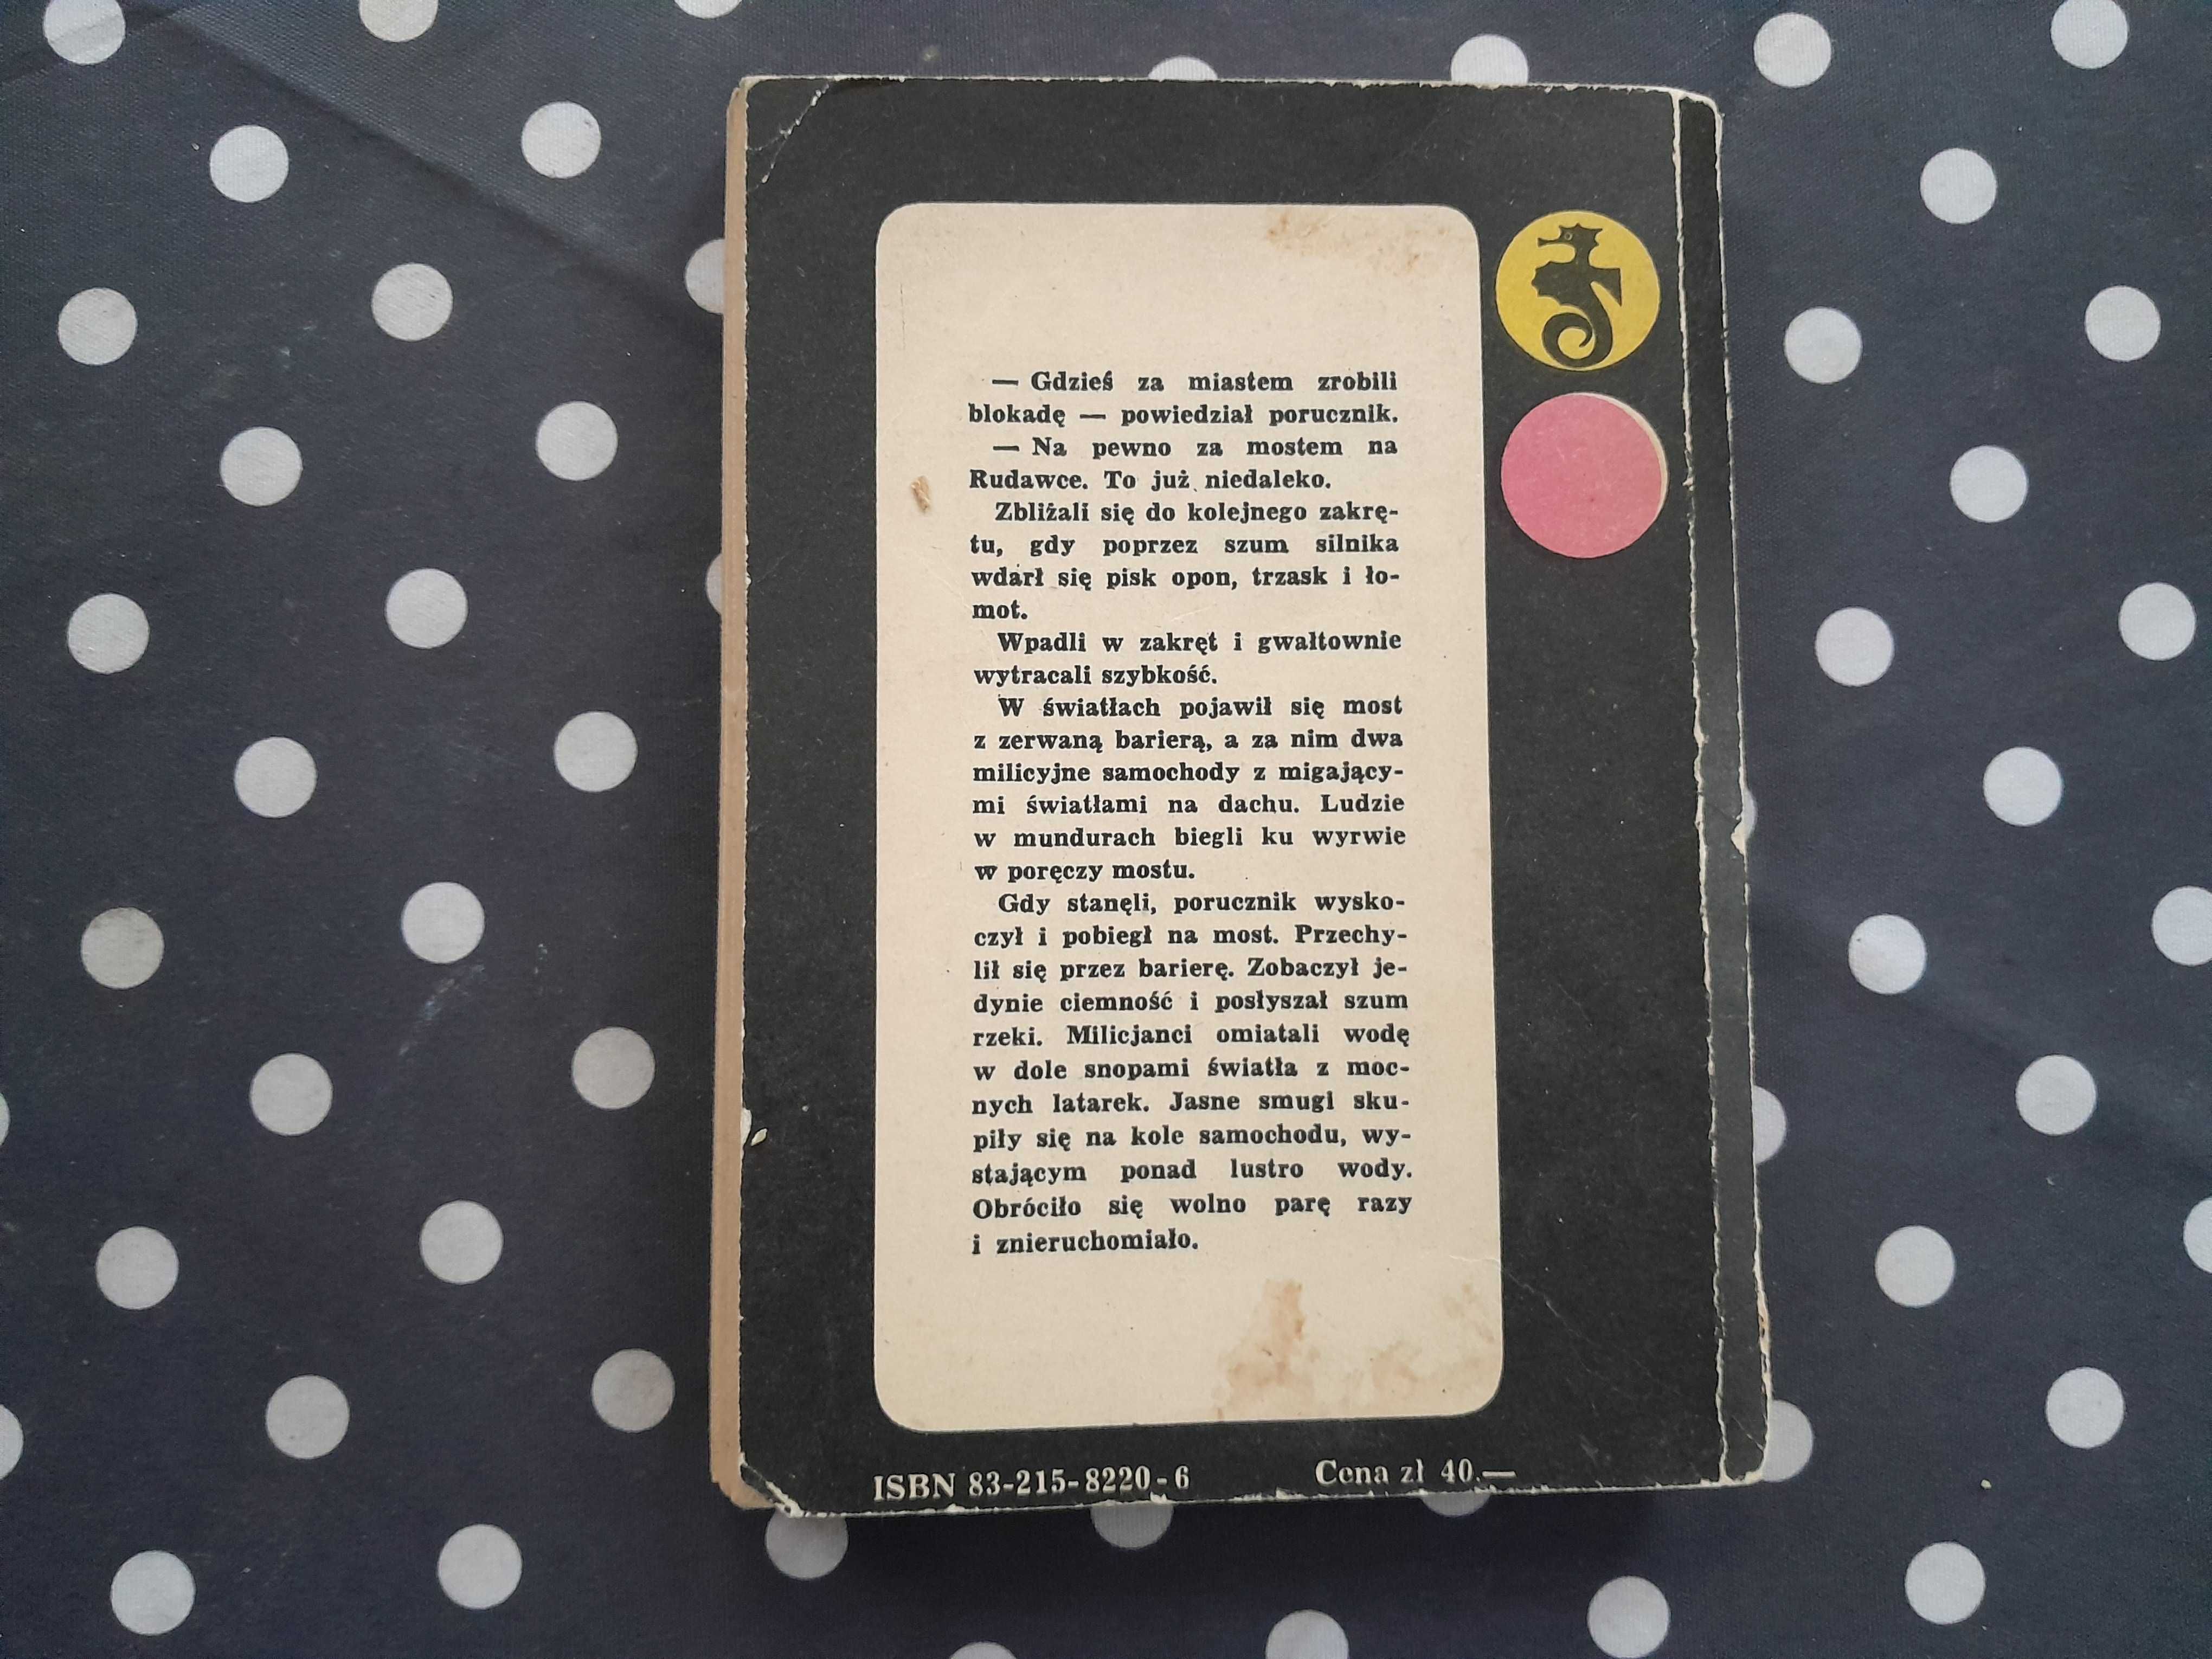 — Gdzieś za miastem zrobili
blokadę — powiedział porucznik.
— Na pewno za mostem na
Rudawce. To już niedaleko.
Zbliżali się do kolejnego zakrę-
tu, gdy poprzez szum silnika
wdarł się pisk opon, trzask i ło-
mot.
Wpadli w zakręt i gwałtownie
wytracali szybkość.
W światłach pojawił się most
z zerwaną barierą, a za nim dwa
milicyjne samochody z migający-
mi światłami na dachu. Ludzie
w mundurach biegli ku wyrwie
w poręczy mostu.
Gdy stanęli, porucznik wysko-
czył i pobiegł na most. Przechy-
lił się przez barierę. Zobaczył je-
dynie ciemność i posłyszał szum
rzeki. Milicjanci omiatali wodę
w dole snopami światła z moc-
nych latarek. Jasne smugi sku-
piły się na kole samochodu, wy-
stającym ponad lustro wody.
Obróciło się wolno parę razy
i znieruchomiało.
ISBN 83-215-8220-6 Cena zł 40.—